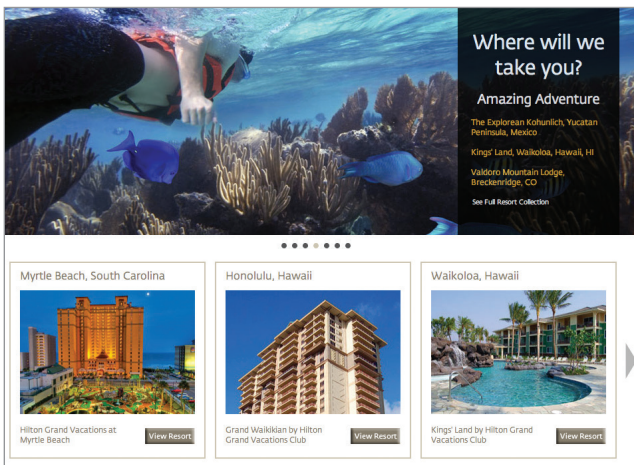 Where will we
take you?
Amazing Adventure
The Explorean Kohunlich, Yucatan
Peninsula, Mexico
Kings' Land, Waikoloa, Hawaii, HI
Valdoro Mountain Lodge,
Breckenridge, CO
See Full Resort Collection
Myrtle Beach, South Carolina
Honolulu, Hawaii
Waikoloa, Hawaii
Hilton Grand Vacations at
Myrtle Beach
View Resort
Grand Waikikian by Hilton
Grand Vacations Club
View Resort
Kings' Land by Hilton Grand
Vacations Club
View Resort